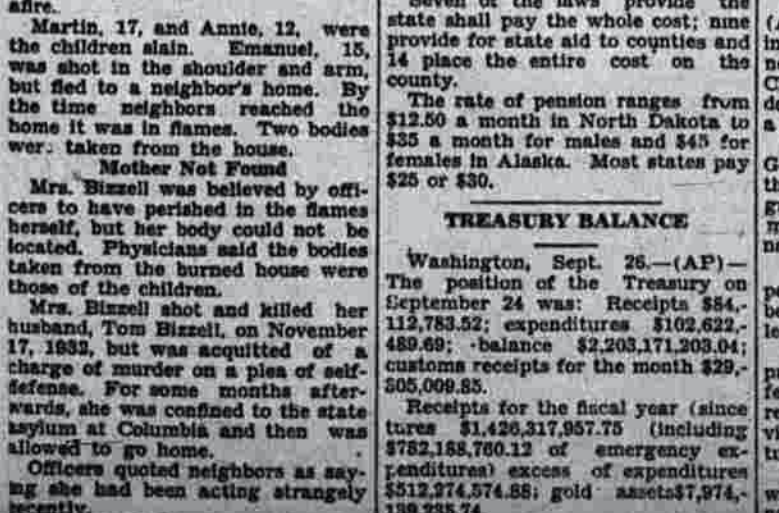 afire.
Martin, 17, and Annie, 12, were
the children slain. Emanuel, 15,
was shot in the shoulder and arm,
but fled to a neighbor's home. By
the time neighbors reached the
home it was in flames. Two bodies
wer. taken from the house.
Mother Not Found
Mrs. Bizzell was believed by offi-
cers to have perished in the flames
herself, but her body could not be
located. Physicians said the bodies
taken from the burned house were
those of the children.
Mrs. Bizzell shot and killed her
husband, Tom Bizzell, on November
17, 1932, but was acquitted of a
charge of murder on a plea of self-
defense. For some months after-
wards, she was confined to the state
asylum at Columbia and then was
allowed to go home.
Officers quoted neighbors as say-
ing she had been acting strangely
recently.
Seven of the laws provide the
state shall pay the whole cost; nine
provide for state aid to counties and
14 place the entire cost on the
county.
The rate of pension ranges from
$12.50 a month in North Dakota to
$35 a month for males and $45 for
females in Alaska. Most states pay
$25 or $30.
TREASURY BALANCE
Washington, Sept. 26.—(AP)—
The position of the Treasury on
September 24 was: Receipts $84,-
112,783.52; expenditures $102,622,-
489.69; balance $2,203,171,203.04;
customs receipts for the month $29,-
305,009.85.
Receipts for the fiscal year (since
tures $1,426,317,957.75 (including
$782,188,760.12 of emergency ex-
penditures) excess of expenditures
$512,274,574.88; gold assets$7,974,-
139,235.74